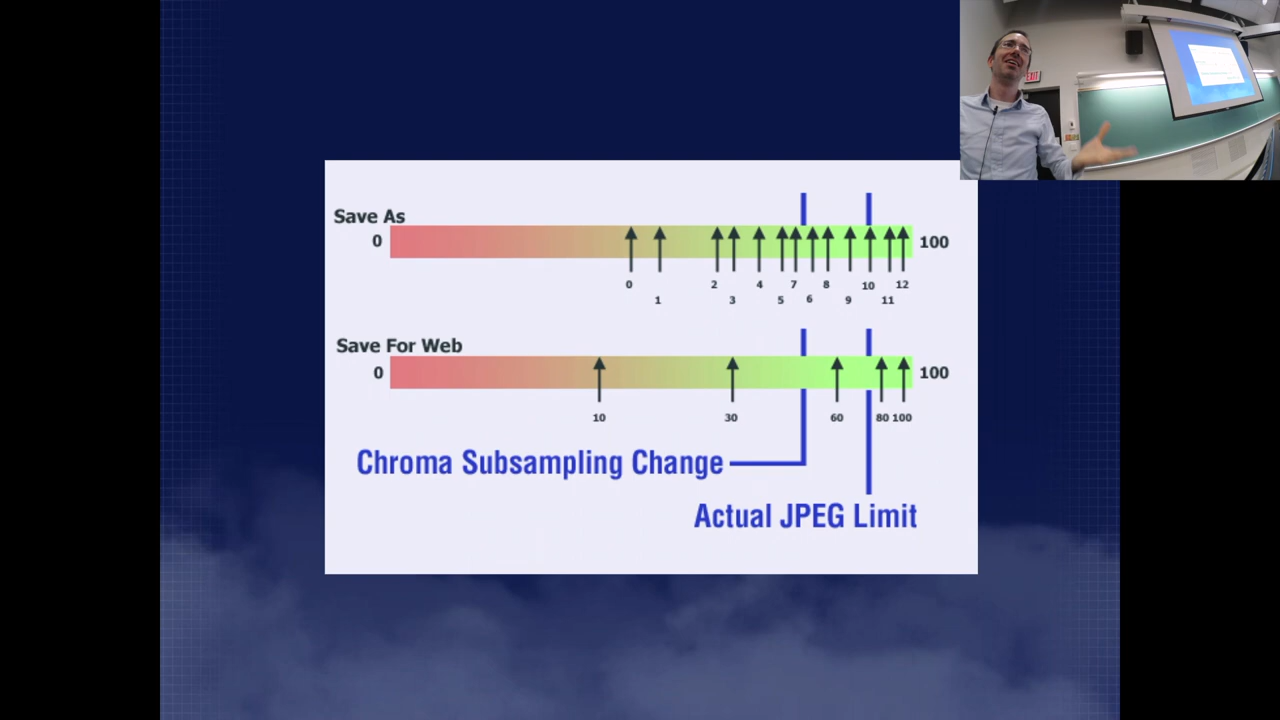 EXIT
Save As
0 100
0 2 4 7 8 10 12
1 3 5 6 9 11
Save For Web
0 100
10 30 60 80 100
Chroma Subsampling Change
Actual JPEG Limit